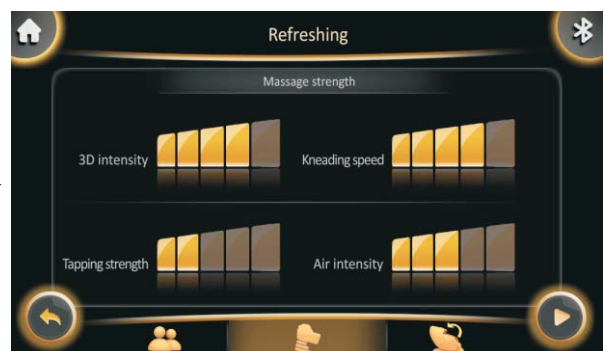 Refreshing
Massage strength
3D intensity
Kneading speed
Tapping strength
Air intensity